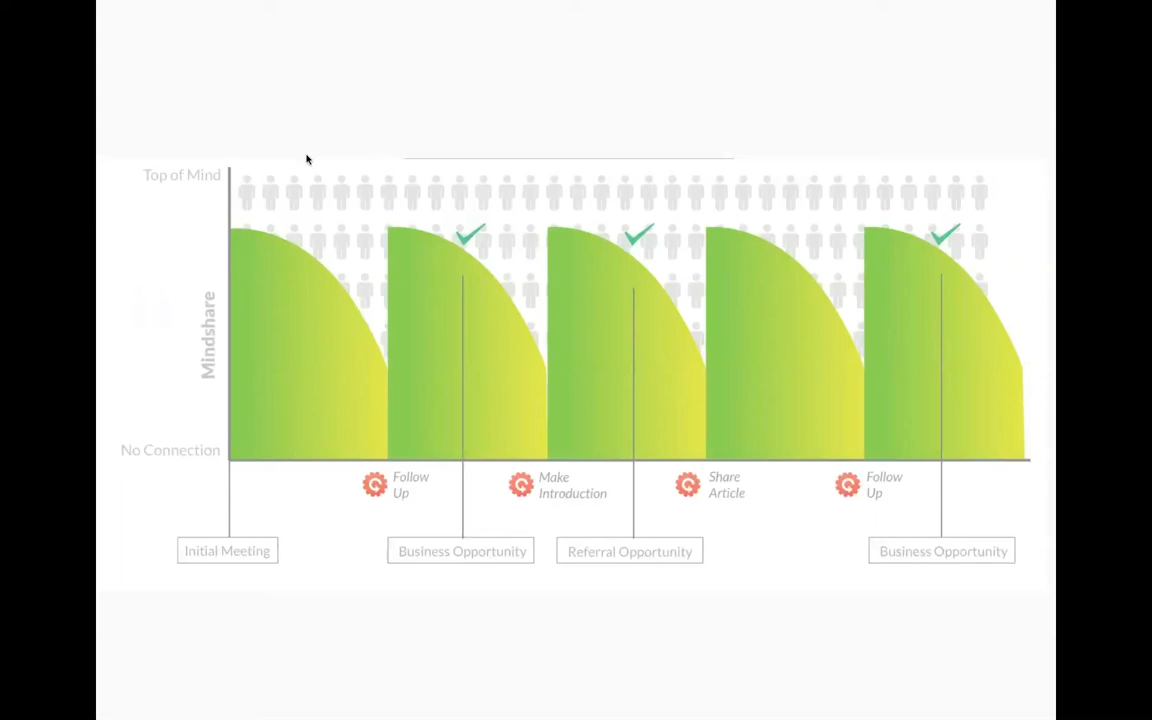 Top of Mind
Mindshare
No Connection
Follow
Up
Make
Introduction
Share
Article
Follow
Up
Initial Meeting
Business Opportunity
Referral Opportunity
Business Opportunity